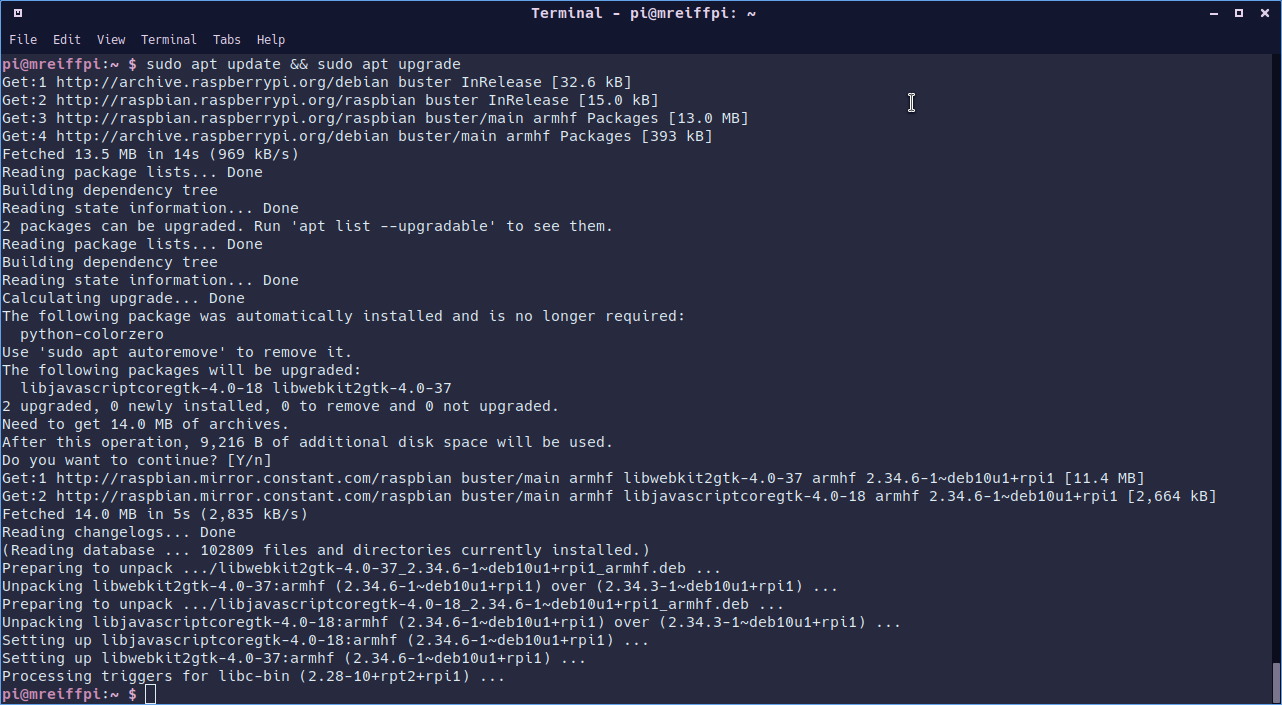 Terminal - pi@mreiffpi: ~
File Edit View Terminal Tabs Help
pi@mreiffpi:~ $ sudo apt update && sudo apt upgrade
Get:1 http://archive.raspberrypi.org/debian buster InRelease [32.6 kB]
Get:2 http://raspbian.raspberrypi.org/raspbian buster InRelease [15.0 kB]
Get:3 http://raspbian.raspberrypi.org/raspbian buster/main armhf Packages [13.0 MB]
Get:4 http://archive.raspberrypi.org/debian buster/main armhf Packages [393 kB]
Fetched 13.5 MB in 14s (969 kB/s)
Reading package lists... Done
Building dependency tree
Reading state information... Done
2 packages can be upgraded. Run 'apt list --upgradable' to see them.
Reading package lists... Done
Building dependency tree
Reading state information... Done
Calculating upgrade... Done
The following package was automatically installed and is no longer required:
  python-colorzero
Use 'sudo apt autoremove' to remove it.
The following packages will be upgraded:
  libjavascriptcoregtk-4.0-18 libwebkit2gtk-4.0-37
2 upgraded, 0 newly installed, 0 to remove and 0 not upgraded.
Need to get 14.0 MB of archives.
After this operation, 9,216 B of additional disk space will be used.
Do you want to continue? [Y/n]
Get:1 http://raspbian.mirror.constant.com/raspbian buster/main armhf libwebkit2gtk-4.0-37 armhf 2.34.6-1~deb10u1+rpi1 [11.4 MB]
Get:2 http://raspbian.mirror.constant.com/raspbian buster/main armhf libjavascriptcoregtk-4.0-18 armhf 2.34.6-1~deb10u1+rpi1 [2,664 kB]
Fetched 14.0 MB in 5s (2,835 kB/s)
Reading changelogs... Done
(Reading database ... 102809 files and directories currently installed.)
Preparing to unpack .../libwebkit2gtk-4.0-37_2.34.6-1~deb10u1+rpi1_armhf.deb ...
Unpacking libwebkit2gtk-4.0-37:armhf (2.34.6-1~deb10u1+rpi1) over (2.34.3-1~deb10u1+rpi1) ...
Preparing to unpack .../libjavascriptcoregtk-4.0-18_2.34.6-1~deb10u1+rpi1_armhf.deb ...
Unpacking libjavascriptcoregtk-4.0-18:armhf (2.34.6-1~deb10u1+rpi1) over (2.34.3-1~deb10u1+rpi1) ...
Setting up libjavascriptcoregtk-4.0-18:armhf (2.34.6-1~deb10u1+rpi1) ...
Setting up libwebkit2gtk-4.0-37:armhf (2.34.6-1~deb10u1+rpi1) ...
Processing triggers for libc-bin (2.28-10+rpt2+rpi1) ...
pi@mreiffpi:~ $